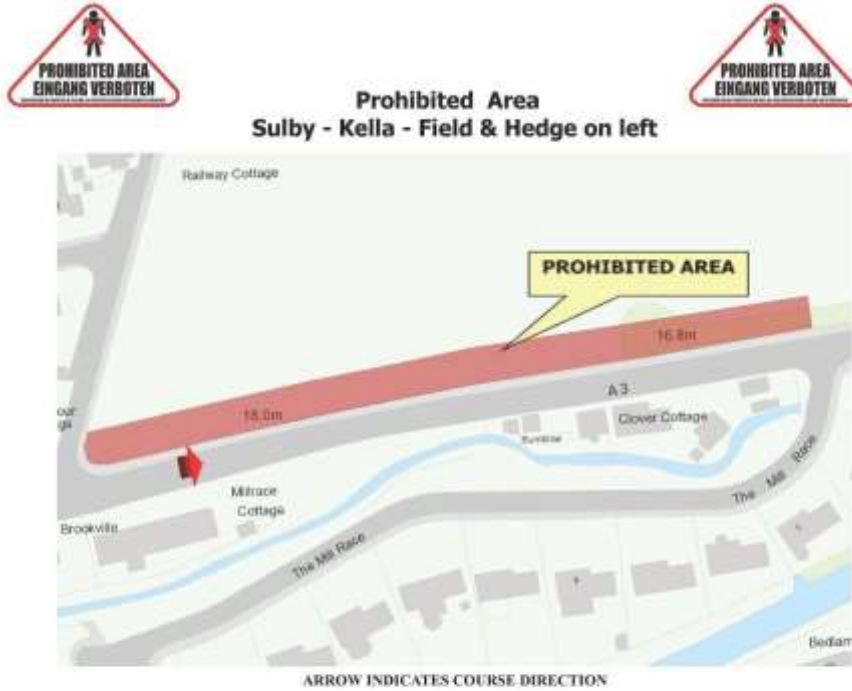 PROHIBITED AREA
EINGANG VERBOTEN
PROHIBITED AREA
EINGANG VERBOTEN
Prohibited Area
Sulby - Kella - Field & Hedge on left
Railway Cottage
PROHIBITED AREA
16.8m
A 3
18.0m
Clover Cottage
Millrace
Cottage
Brookville
The Mill Race
The Mill Race
Bedlam
ARROW INDICATES COURSE DIRECTION